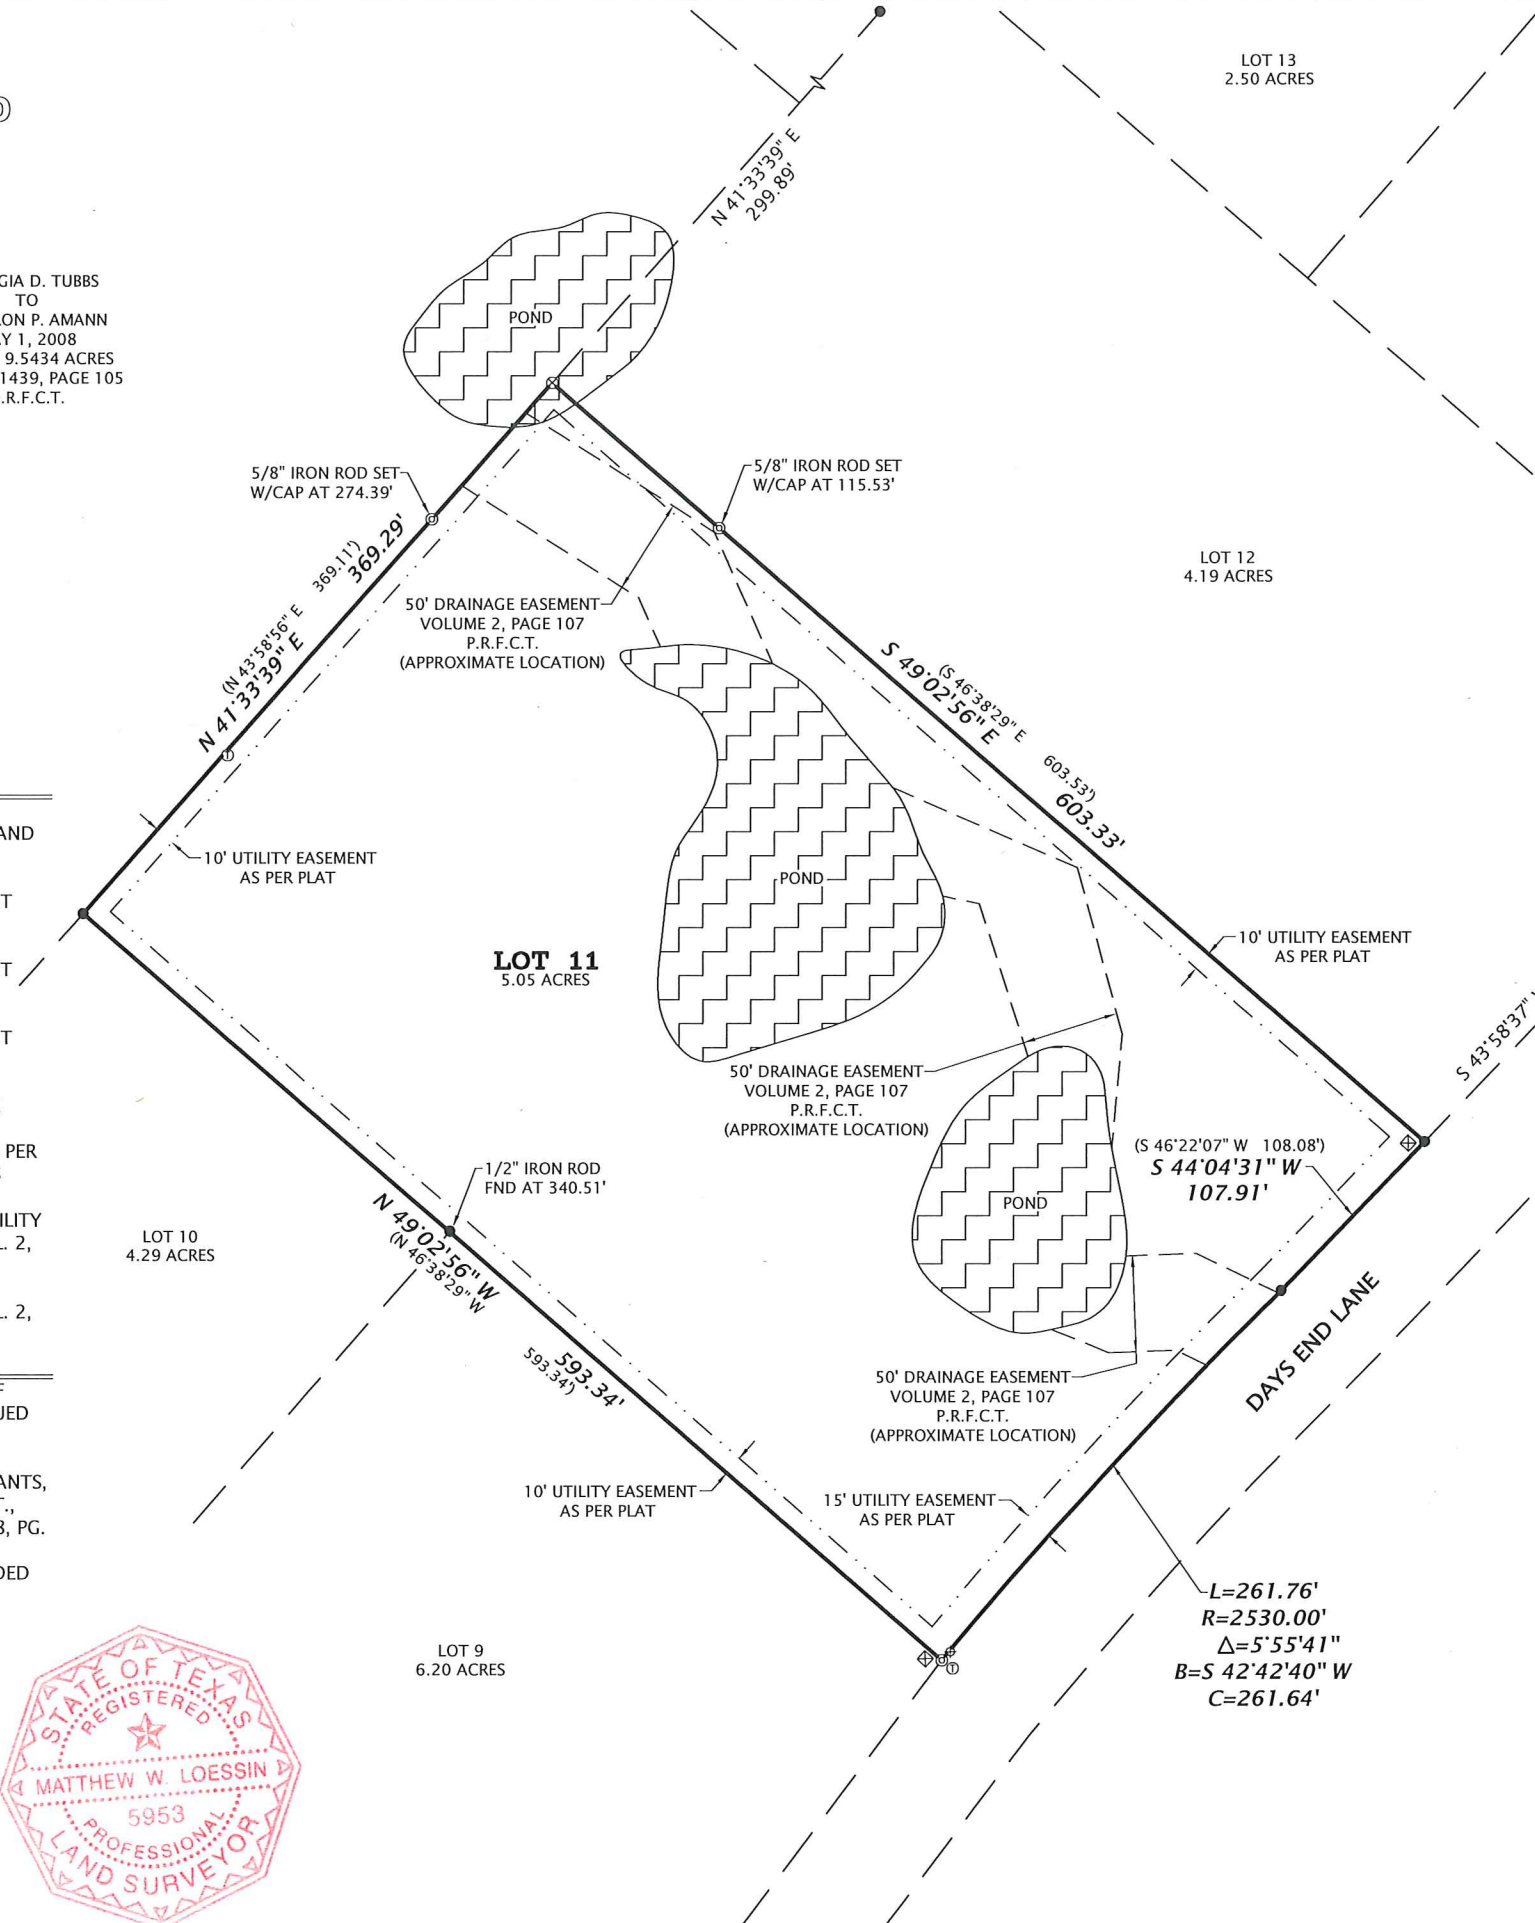 LOT 13
2.50 ACRES
N 41°33'39" E
299.89'
GIA D. TUBBS
TO
ON P. AMANN
Y 1, 2008
9.5434 ACRES
1439, PAGE 105
.R.F.C.T.
POND
5/8" IRON ROD SET
W/CAP AT 274.39'
5/8" IRON ROD SET
W/CAP AT 115.53'
LOT 12
4.19 ACRES
(N 43°58'56" E 369.11')
N 41°33'39" E 369.29'
50' DRAINAGE EASEMENT
VOLUME 2, PAGE 107
P.R.F.C.T.
(APPROXIMATE LOCATION)
(S 46°38'29" E 603.53')
S 49°02'56" E 603.33'
AND
10' UTILITY EASEMENT
AS PER PLAT
POND
T
LOT 11
5.05 ACRES
10' UTILITY EASEMENT
AS PER PLAT
T
T
S 43°58'37"
50' DRAINAGE EASEMENT
VOLUME 2, PAGE 107
P.R.F.C.T.
(APPROXIMATE LOCATION)
PER
(S 46°22'07" W 108.08')
S 44°04'31" W
107.91'
1/2" IRON ROD
FND AT 340.51'
POND
ILITY
. 2,
LOT 10
4.29 ACRES
N 49°02'56" W 593.34'
(N 46°38'29" W 593.34')
. 2,
DAYS END LANE
50' DRAINAGE EASEMENT
VOLUME 2, PAGE 107
P.R.F.C.T.
(APPROXIMATE LOCATION)
UED
ANTS,
.,
, PG.
DED
10' UTILITY EASEMENT
AS PER PLAT
15' UTILITY EASEMENT
AS PER PLAT
L=261.76'
R=2530.00'
Δ=5°55'41"
B=S 42°42'40" W
C=261.64'
LOT 9
6.20 ACRES
STATE OF TEXAS
REGISTERED
MATTHEW W. LOESSIN
5953
PROFESSIONAL
LAND SURVEYOR